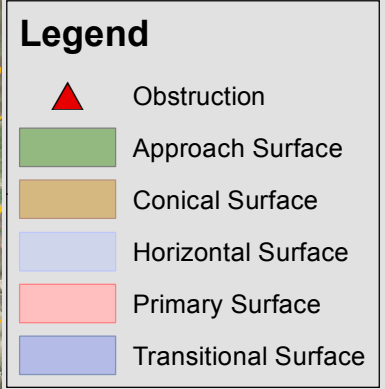 Legend
Obstruction
Approach Surface
Conical Surface
Horizontal Surface
Primary Surface
Transitional Surface